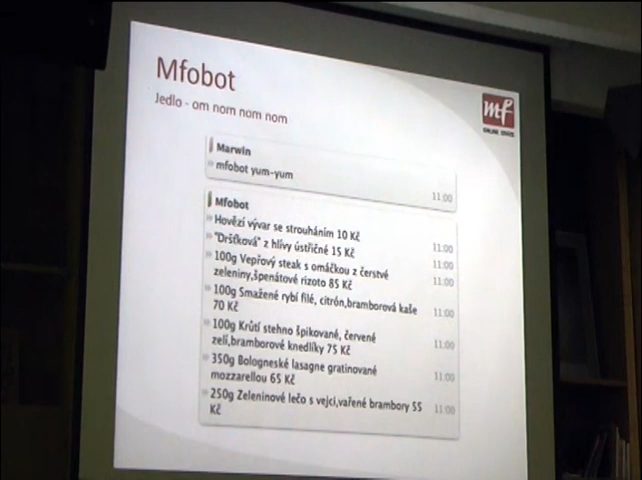 Mfobot
Jedlo - om nom nom nom
mf
ONLINE DIVIZE
Marwin
mfobot yum-yum
11:00
Mfobot
Hovězí vývar se strouháním 10 Kč
11:00
"Dršťková" z hlívy ústřičné 15 Kč
11:00
100g Vepřový steak s omáčkou z čerstvé
11:00
zeleniny,špenátové rizoto 85 Kč
100g Smažené rybí filé, citrón,bramborová kaše
11:00
70 Kč
100g Krůtí stehno špikované, červené
11:00
zelí,bramborové knedlíky 75 Kč
350g Bologneské lasagne gratinované
11:00
mozzarellou 65 Kč
250g Zeleninové lečo s vejci,vařené brambory 55
11:00
Kč